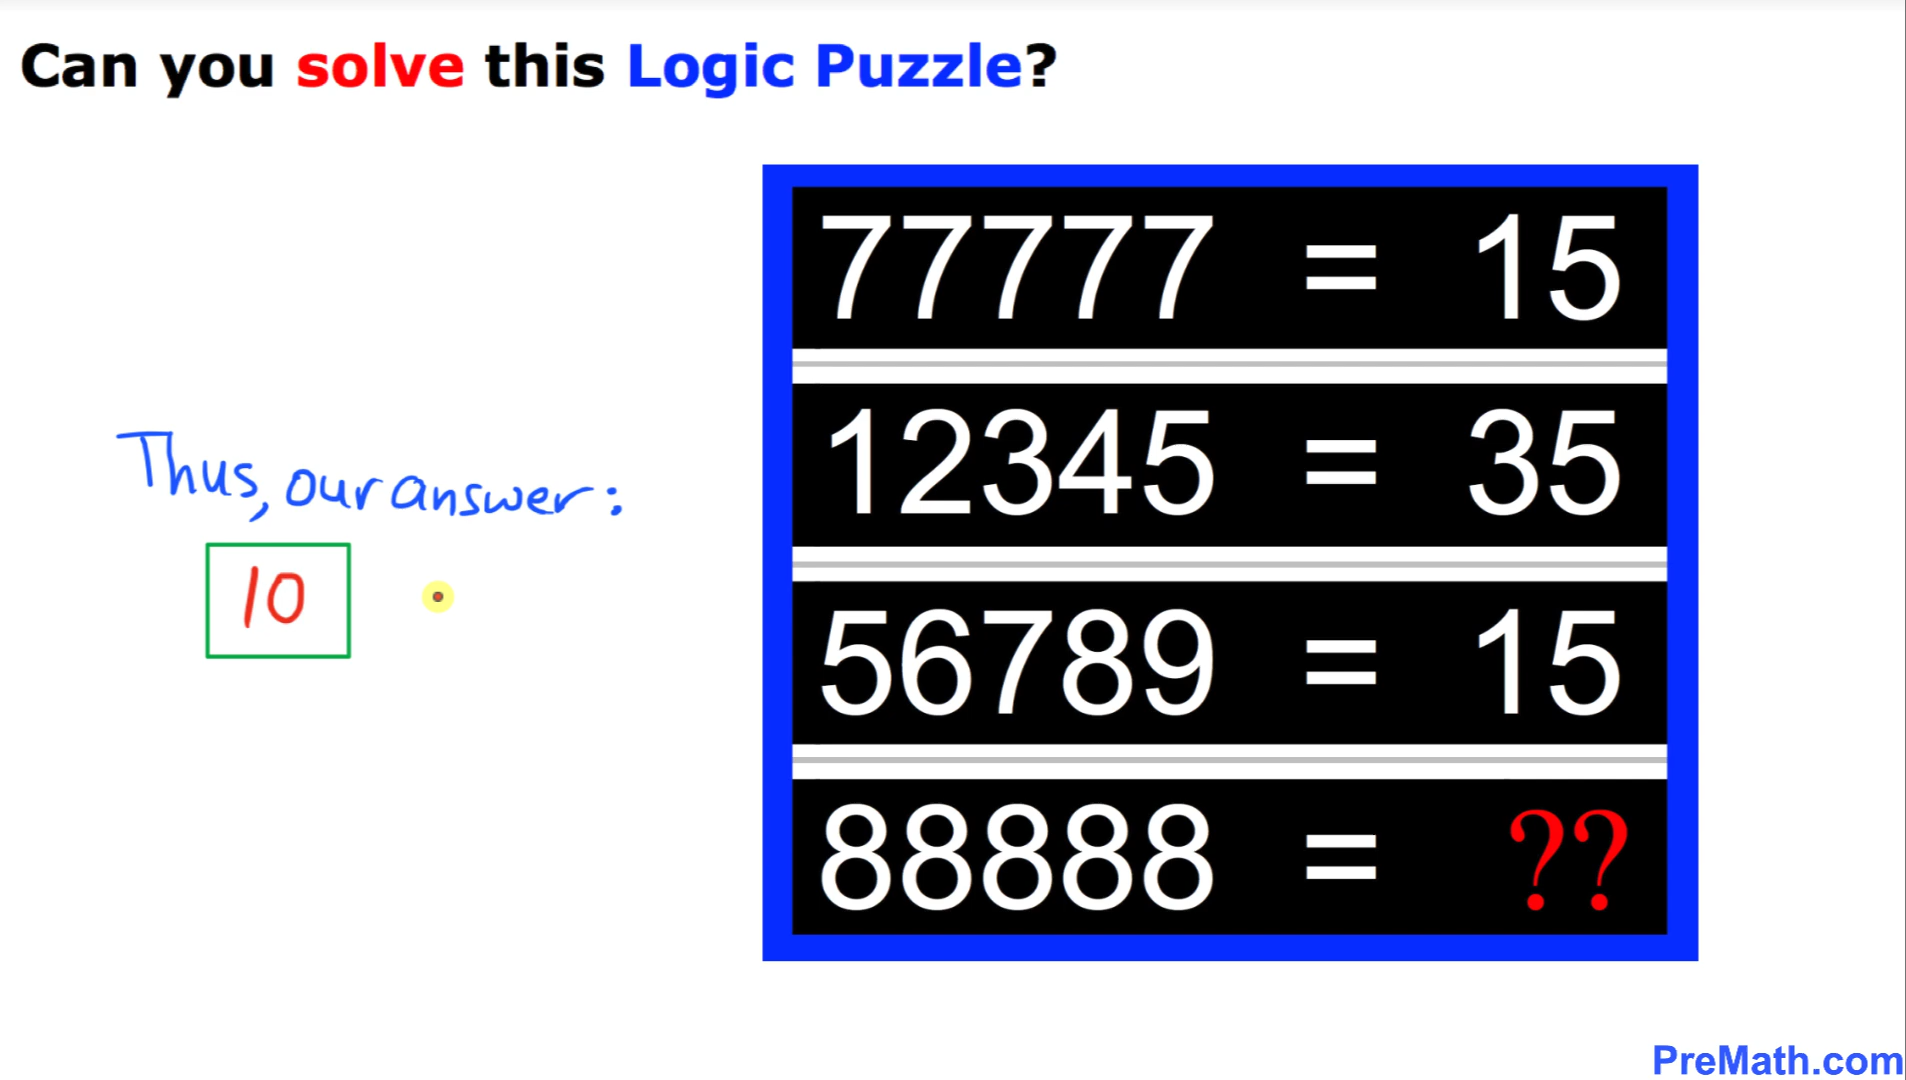 Can you solve this Logic Puzzle?
77777 = 15
12345 = 35
56789 = 15
88888 = ??
Thus, our answer:
10
PreMath.com